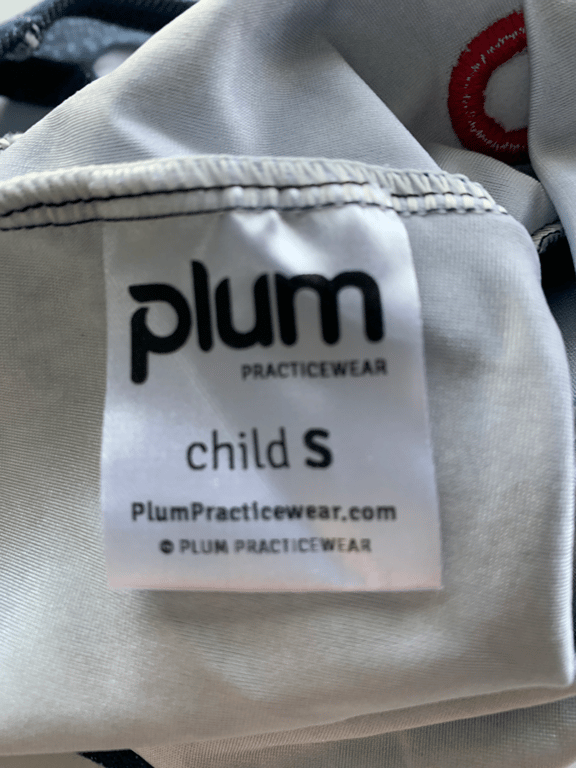 plum
PRACTICEWEAR
child S
PlumPracticewear.com
© PLUM PRACTICEWEAR